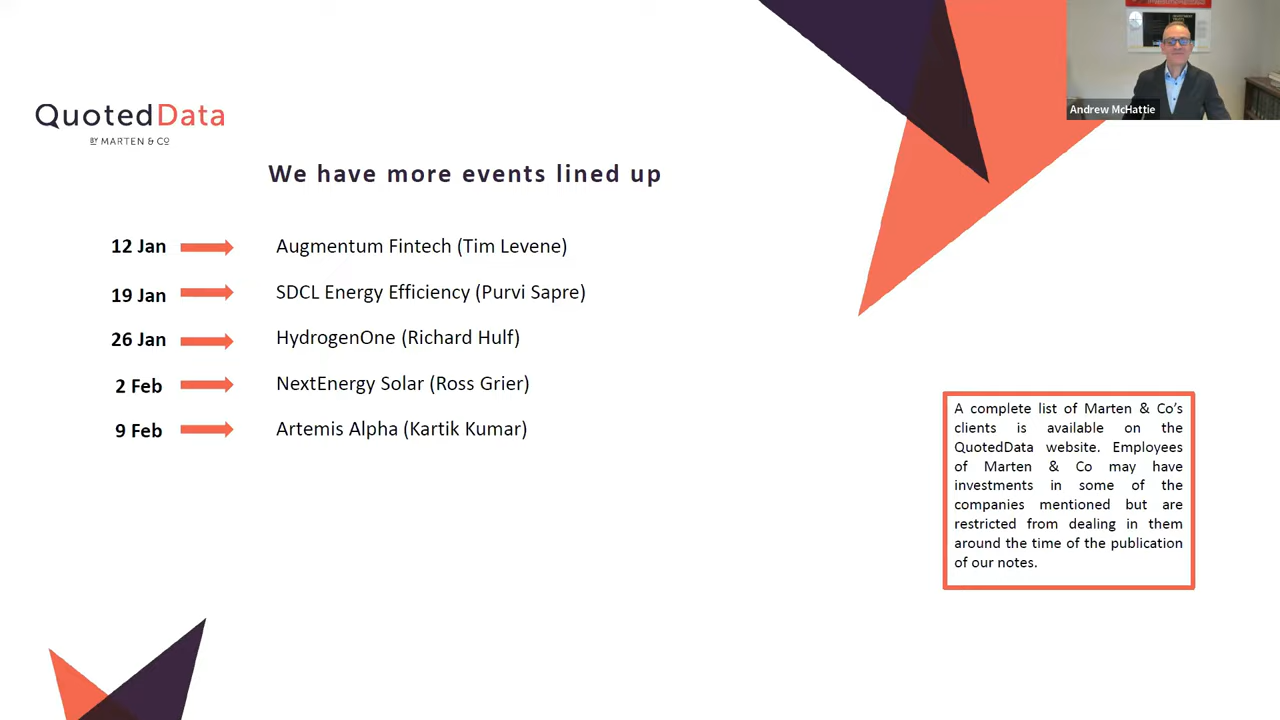 Andrew McHattie
QuotedData
BY MARTEN & CO
We have more events lined up
12 Jan Augmentum Fintech (Tim Levene)
19 Jan SDCL Energy Efficiency (Purvi Sapre)
26 Jan HydrogenOne (Richard Hulf)
2 Feb NextEnergy Solar (Ross Grier)
9 Feb Artemis Alpha (Kartik Kumar)
A complete list of Marten & Co’s
clients is available on the
QuotedData website. Employees
of Marten & Co may have
investments in some of the
companies mentioned but are
restricted from dealing in them
around the time of the publication
of our notes.